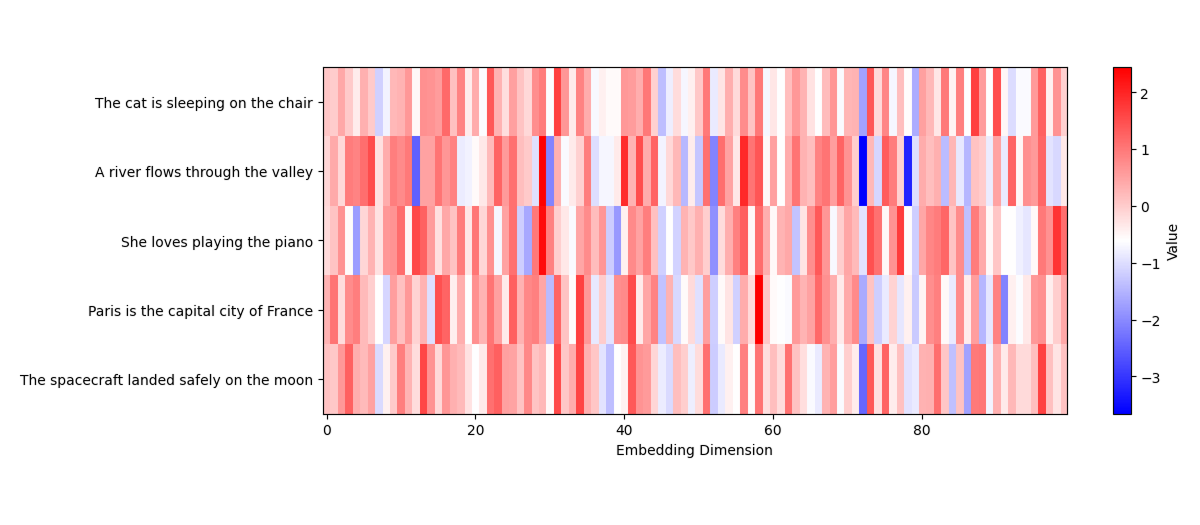 The cat is sleeping on the chair
A river flows through the valley
She loves playing the piano
Paris is the capital city of France
The spacecraft landed safely on the moon
0 20 40 60 80
Embedding Dimension
2
1
0
−1
−2
−3
Value